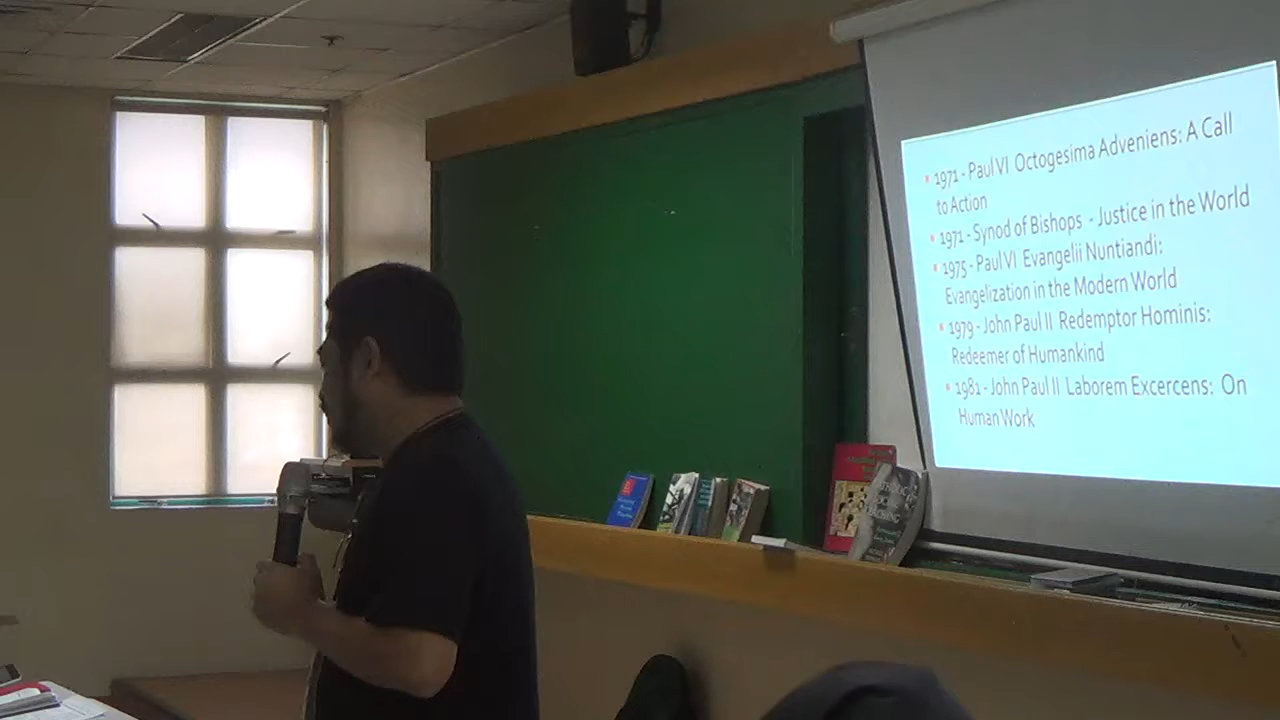 1971 - Paul VI Octogesima Adveniens: A Call
to Action
1971 - Synod of Bishops - Justice in the World
1975 - Paul VI Evangelii Nuntiandi:
Evangelization in the Modern World
1979 - John Paul II Redemptor Hominis:
Redeemer of Humankind
1981 - John Paul II Laborem Excercens: On
Human Work